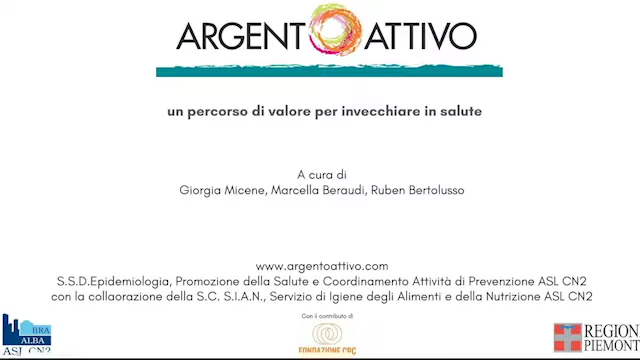 ARGENTOATTIVO
un percorso di valore per invecchiare in salute
A cura di
Giorgia Micene, Marcella Beraudi, Ruben Bertolusso
www.argentoattivo.com
S.S.D.Epidemiologia, Promozione della Salute e Coordinamento Attività di Prevenzione ASL CN2
con la collaorazione della S.C. S.I.A.N., Servizio di Igiene degli Alimenti e della Nutrizione ASL CN2
Con il contributo di
BRA
ALBA
ASL CN2
FONDAZIONE CRC
REGION
PIEMONT